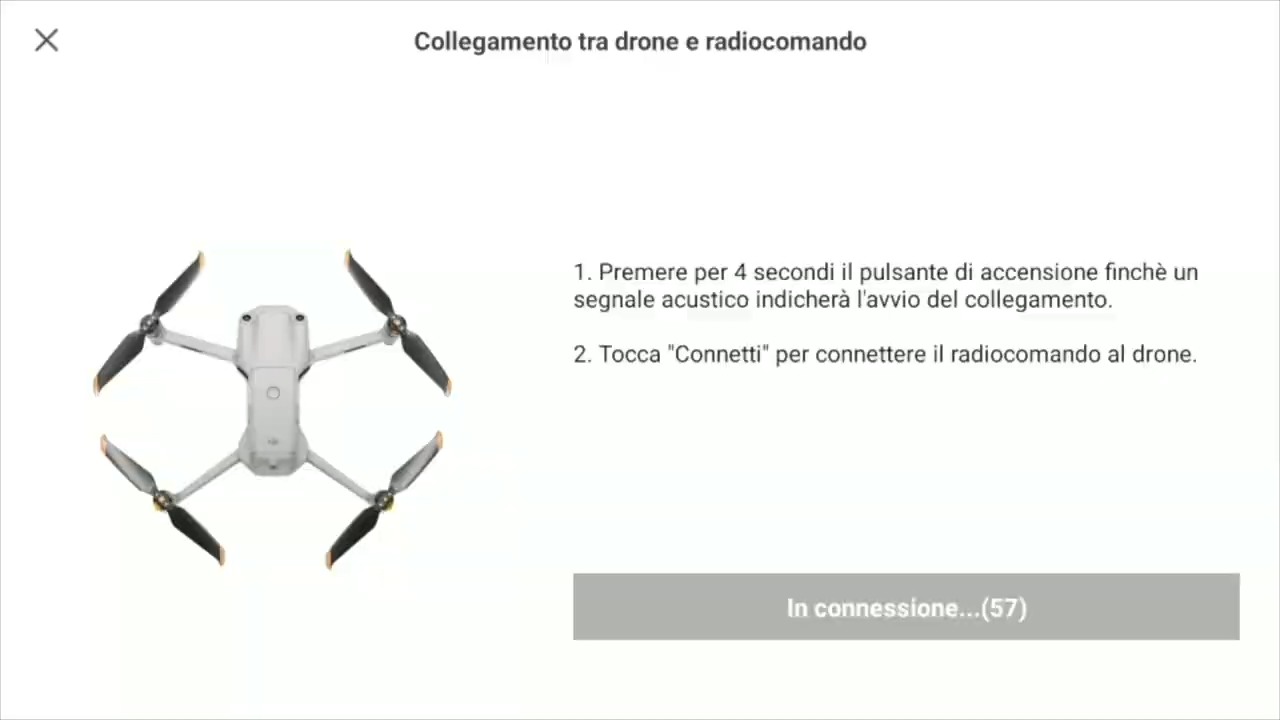 Collegamento tra drone e radiocomando
1. Premere per 4 secondi il pulsante di accensione finchè un
segnale acustico indicherà l'avvio del collegamento.
2. Tocca "Connetti" per connettere il radiocomando al drone.
In connessione...(57)